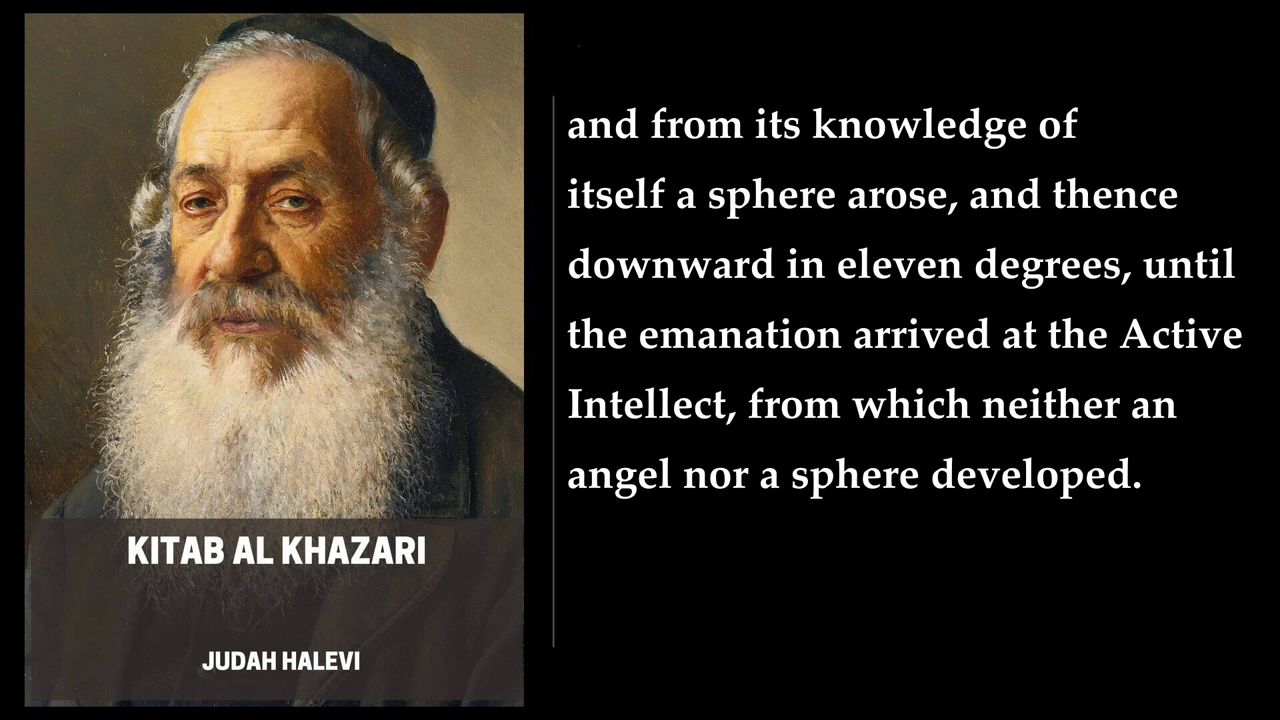 KITAB AL KHAZARI
JUDAH HALEVI
and from its knowledge of
itself a sphere arose, and thence
downward in eleven degrees, until
the emanation arrived at the Active
Intellect, from which neither an
angel nor a sphere developed.